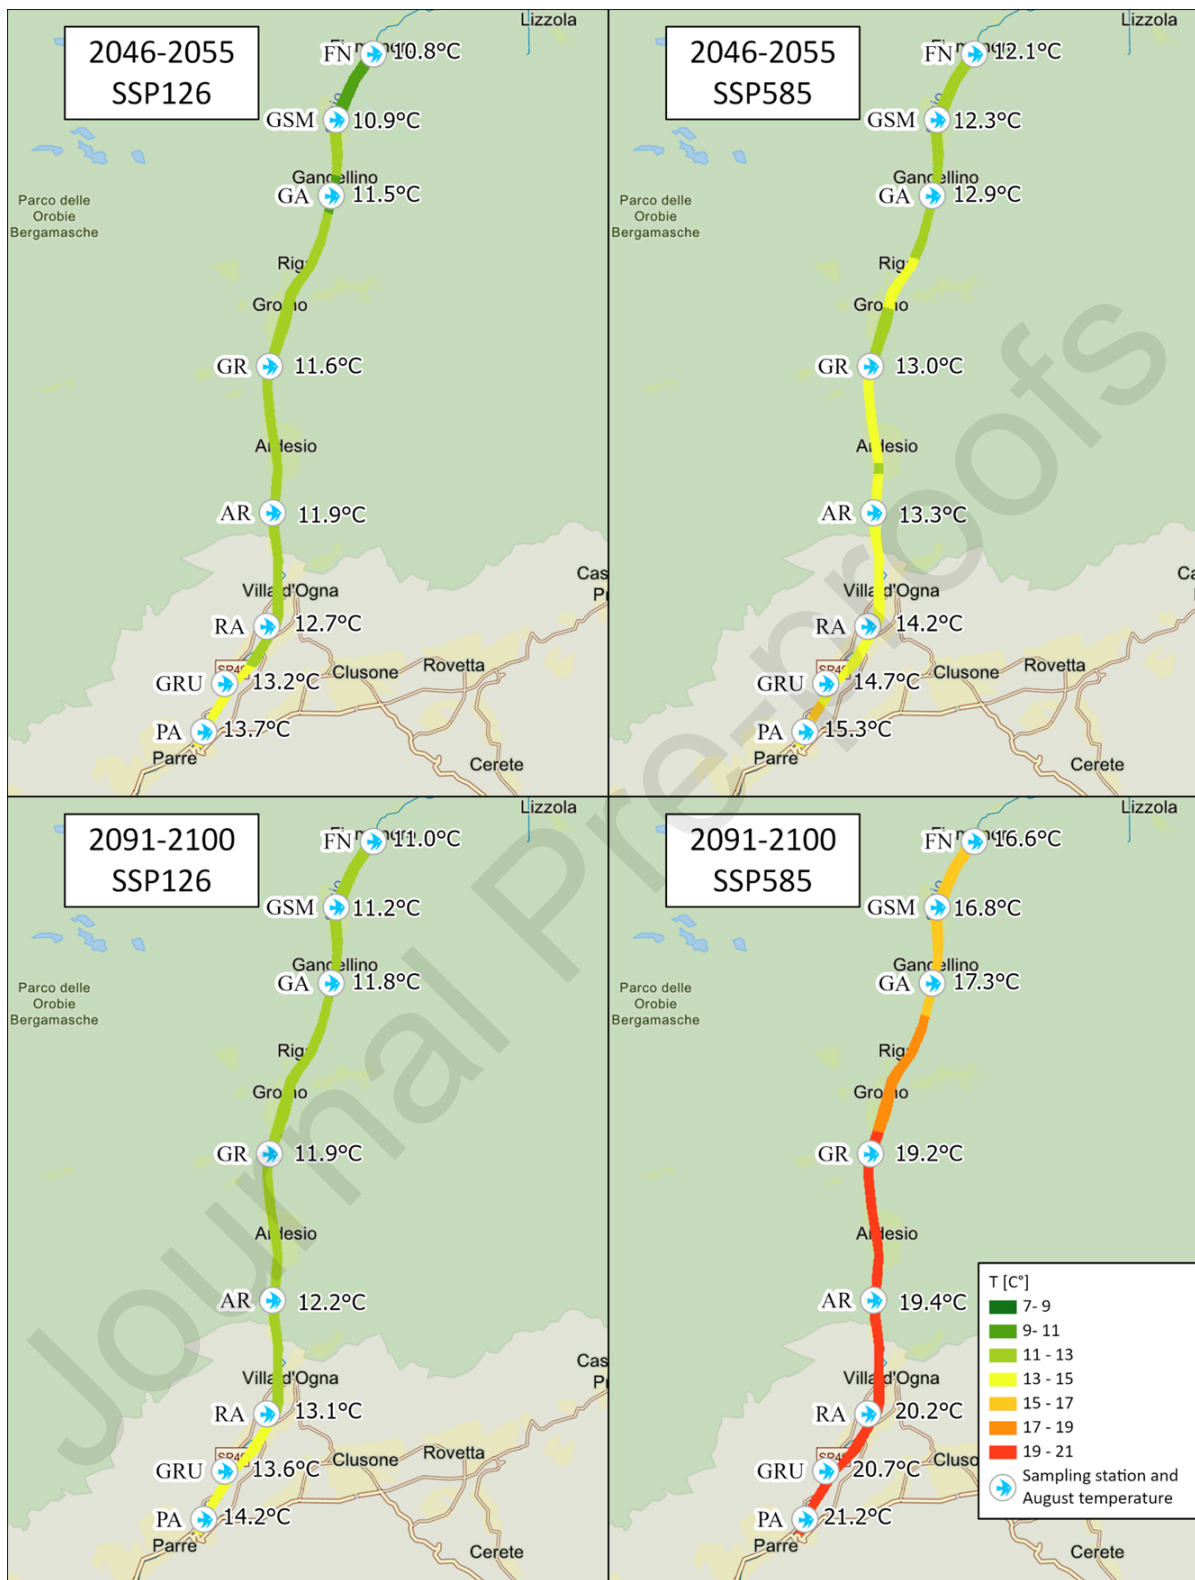 2046-2055
SSP126
Lizzola
FN
10.8°C
GSM
10.9°C
Gandellino
GA
11.5°C
Parco delle
Orobie
Bergamasche
Gromo
GR
11.6°C
Ardesio
AR
11.9°C
Villa d'Ogna
RA
12.7°C
Clusone
Rovetta
GRU
13.2°C
PA
13.7°C
Parre
Cerete
2046-2055
SSP585
Lizzola
FN
12.1°C
GSM
12.3°C
Gandellino
GA
12.9°C
Parco delle
Orobie
Bergamasche
Gromo
GR
13.0°C
Ardesio
AR
13.3°C
Villa d'Ogna
RA
14.2°C
Clusone
Rovetta
GRU
14.7°C
PA
15.3°C
Parre
Cerete
2091-2100
SSP126
Lizzola
FN
11.0°C
GSM
11.2°C
Gandellino
GA
11.8°C
Parco delle
Orobie
Bergamasche
Gromo
GR
11.9°C
Ardesio
AR
12.2°C
Villa d'Ogna
RA
13.1°C
Clusone
Rovetta
GRU
13.6°C
PA
14.2°C
Parre
Cerete
2091-2100
SSP585
Lizzola
FN
16.6°C
GSM
16.8°C
Gandellino
GA
17.3°C
Parco delle
Orobie
Bergamasche
Gromo
GR
19.2°C
Ardesio
AR
19.4°C
Villa d'Ogna
RA
20.2°C
GRU
20.7°C
PA
21.2°C
Parre
Cerete
T [C°]
7- 9
9- 11
11 - 13
13 - 15
15 - 17
17 - 19
19 - 21
Sampling station and
August temperature
Journal Pre-proofs